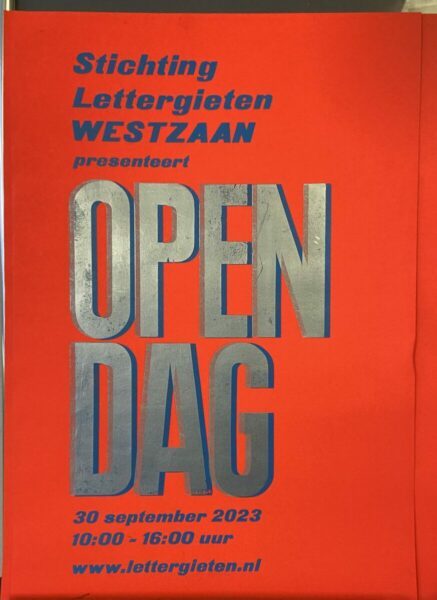 Stichting
Lettergieten
WESTZAAN
presenteert
OPEN
DAG
30 september 2023
10:00 - 16:00 uur
www.lettergieten.nl